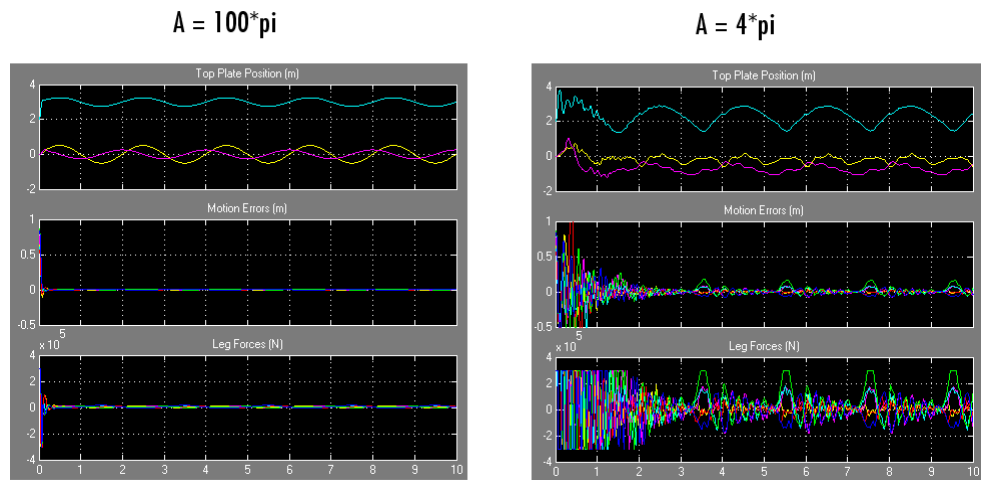 A = 100*pi
Top Plate Position (m)
4
2
0
-2
Motion Errors (m)
1
0.5
0
-0.5
x 10^5
Leg Forces (N)
4
2
0
-2
-4
0 1 2 3 4 5 6 7 8 9 10
A = 4*pi
Top Plate Position (m)
4
2
0
-2
Motion Errors (m)
1
0.5
0
-0.5
x 10^5
Leg Forces (N)
4
2
0
-2
-4
0 1 2 3 4 5 6 7 8 9 10